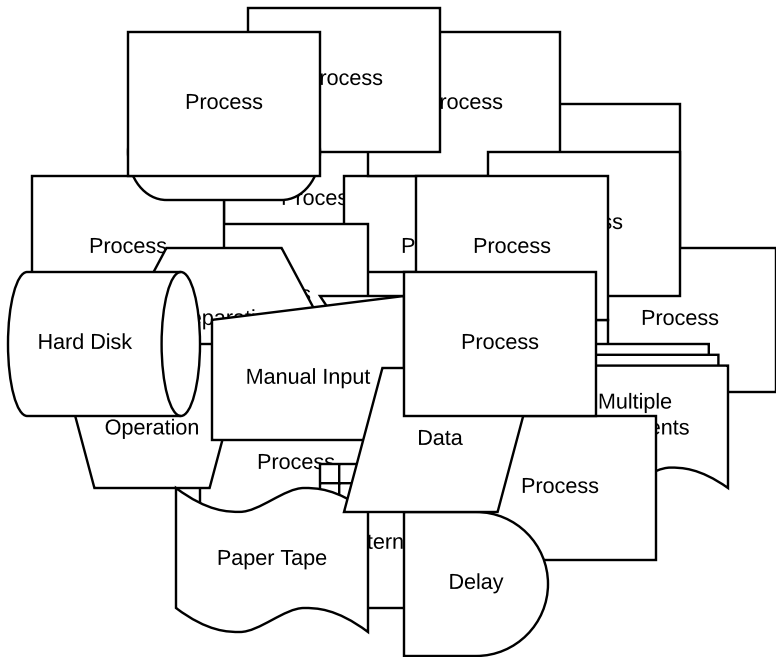 Process
Process
Process
Process
Process
Process
Process
Hard Disk
Process
Manual Input
Multiple
Operation
Data
Process
Process
Paper Tape
Delay